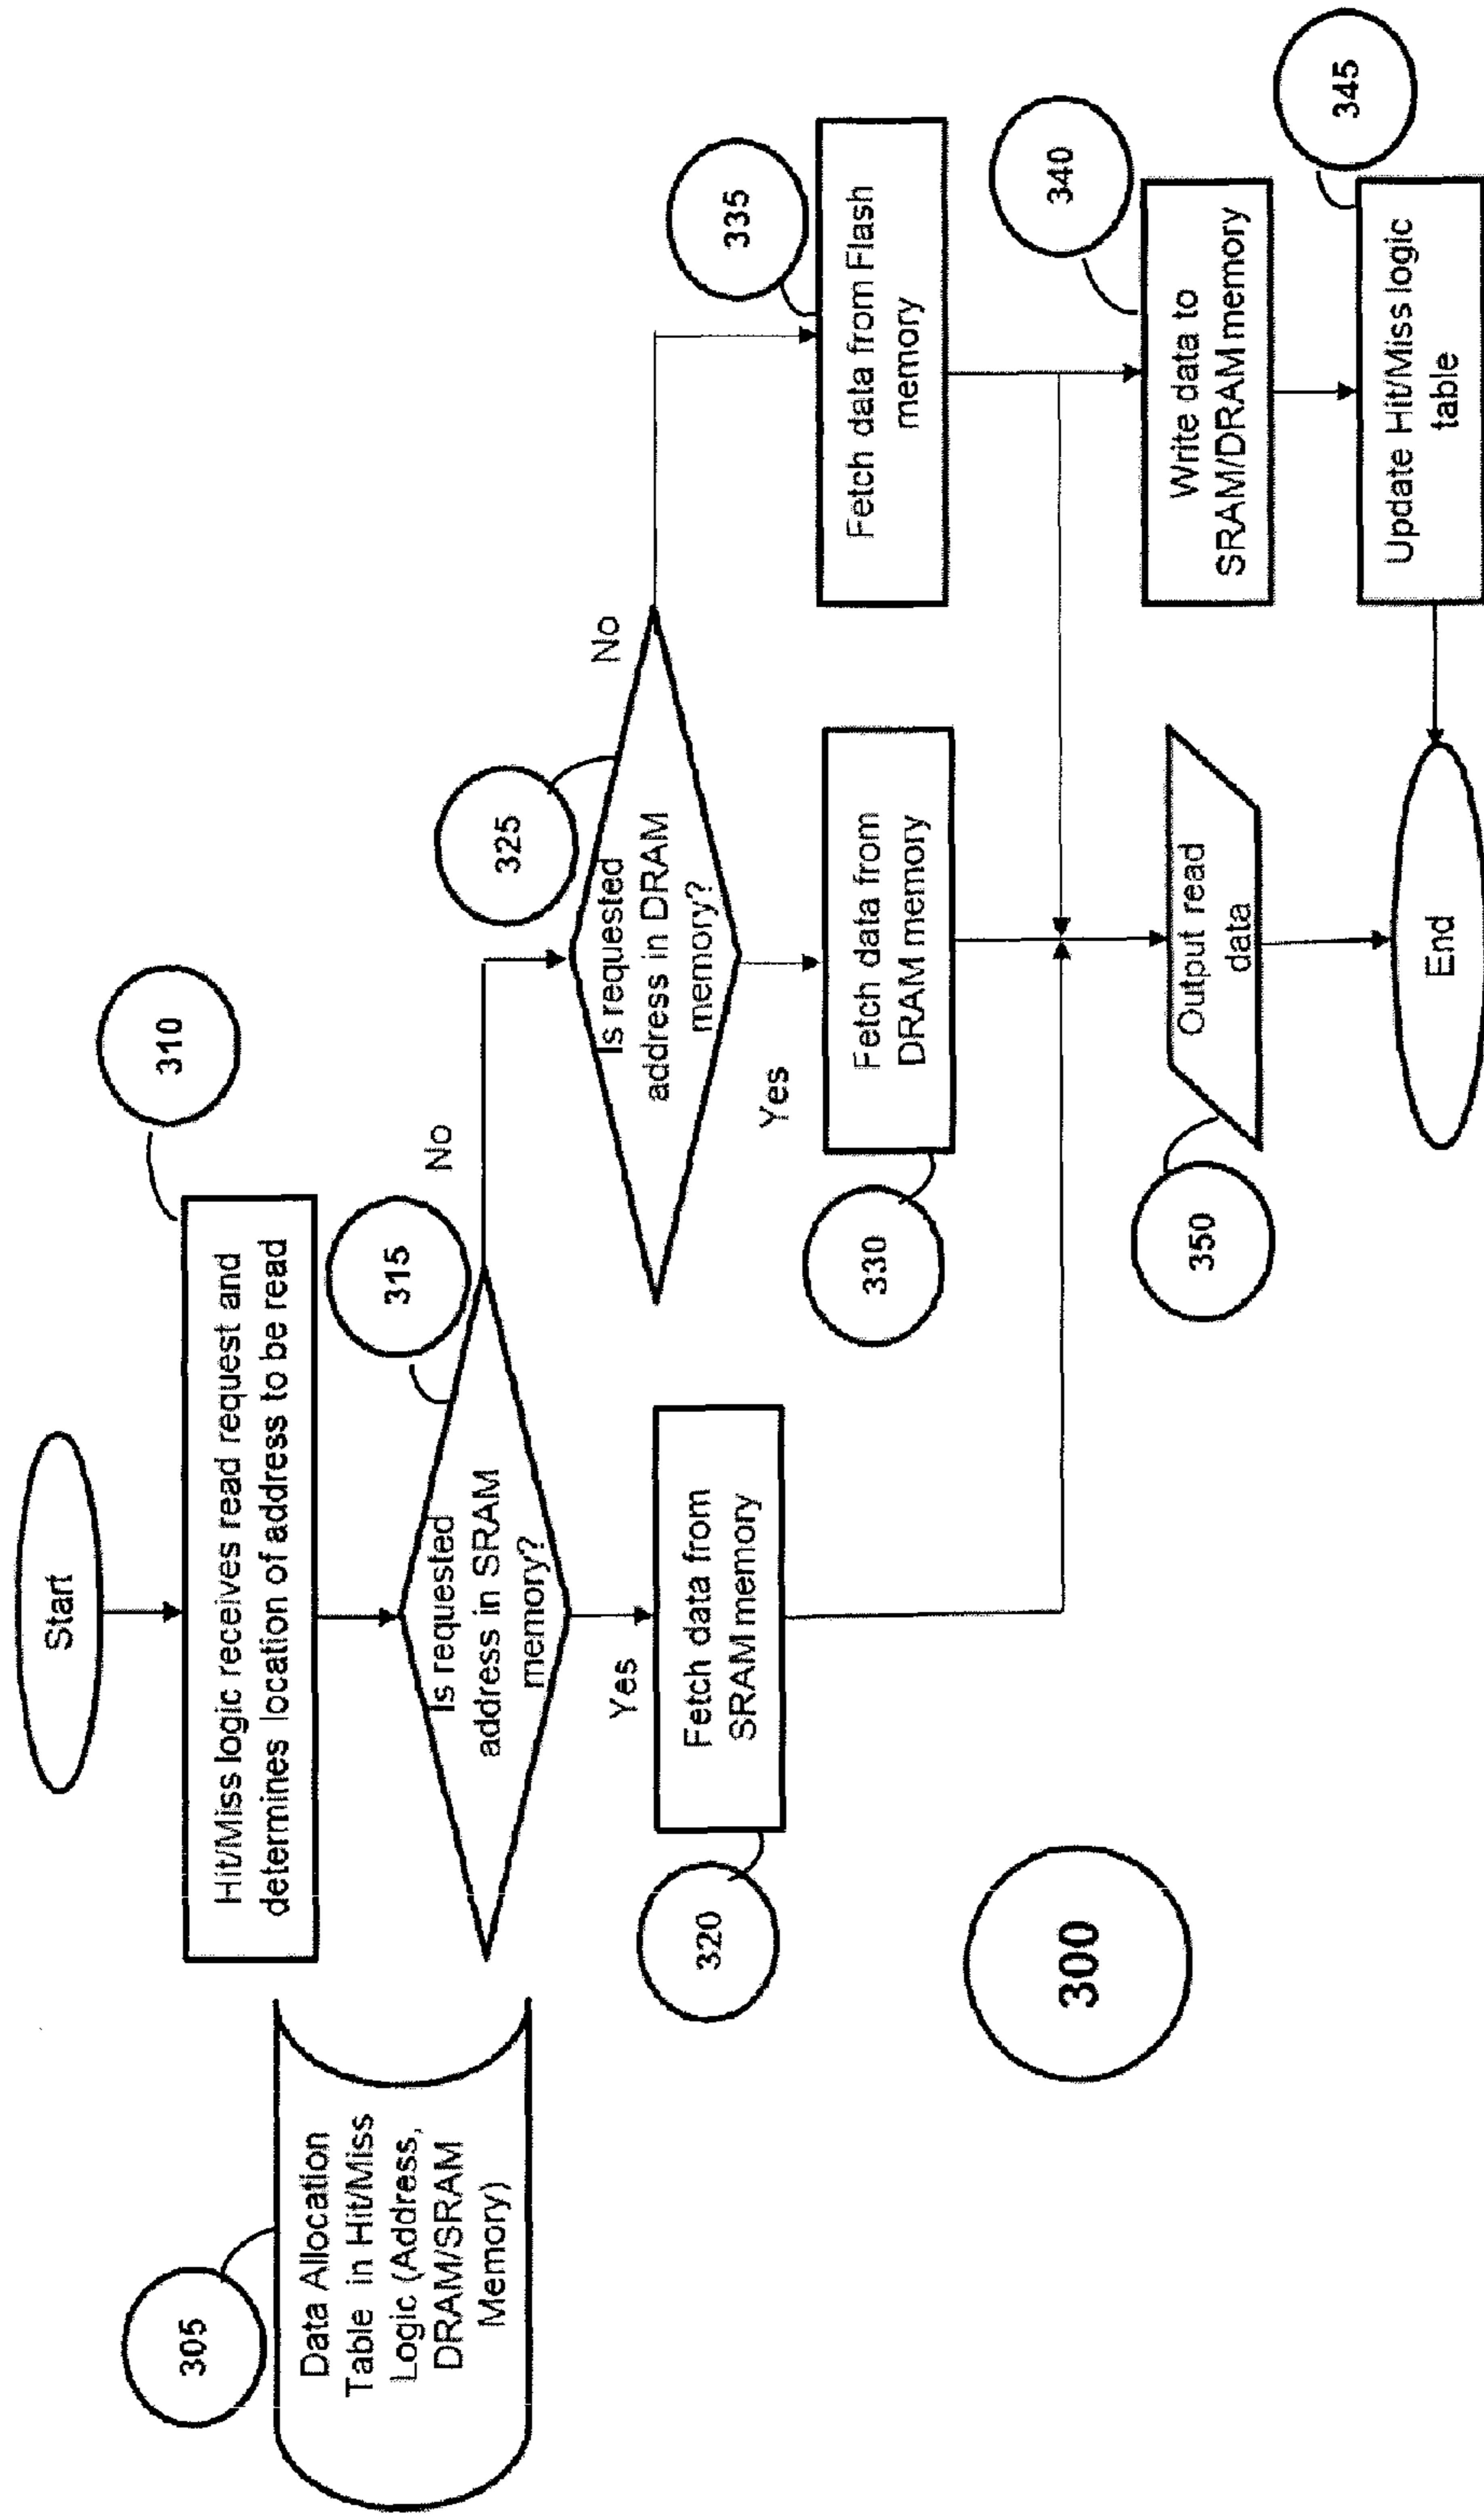 Start
310
Hit/Miss logic receives read request and
determines location of address to be read
305
Data Allocation
Table in Hit/Miss
Logic (Address,
DRAM/SRAM
Memory)
315
Is requested
address in SRAM
memory?
No
Yes
325
Is requested
address in DRAM
memory?
No
Yes
320
Fetch data from
SRAM memory
330
Fetch data from
DRAM memory
335
Fetch data from Flash
memory
300
340
Write data to
SRAM/DRAM memory
350
Output read
data
345
Update Hit/Miss logic
table
End